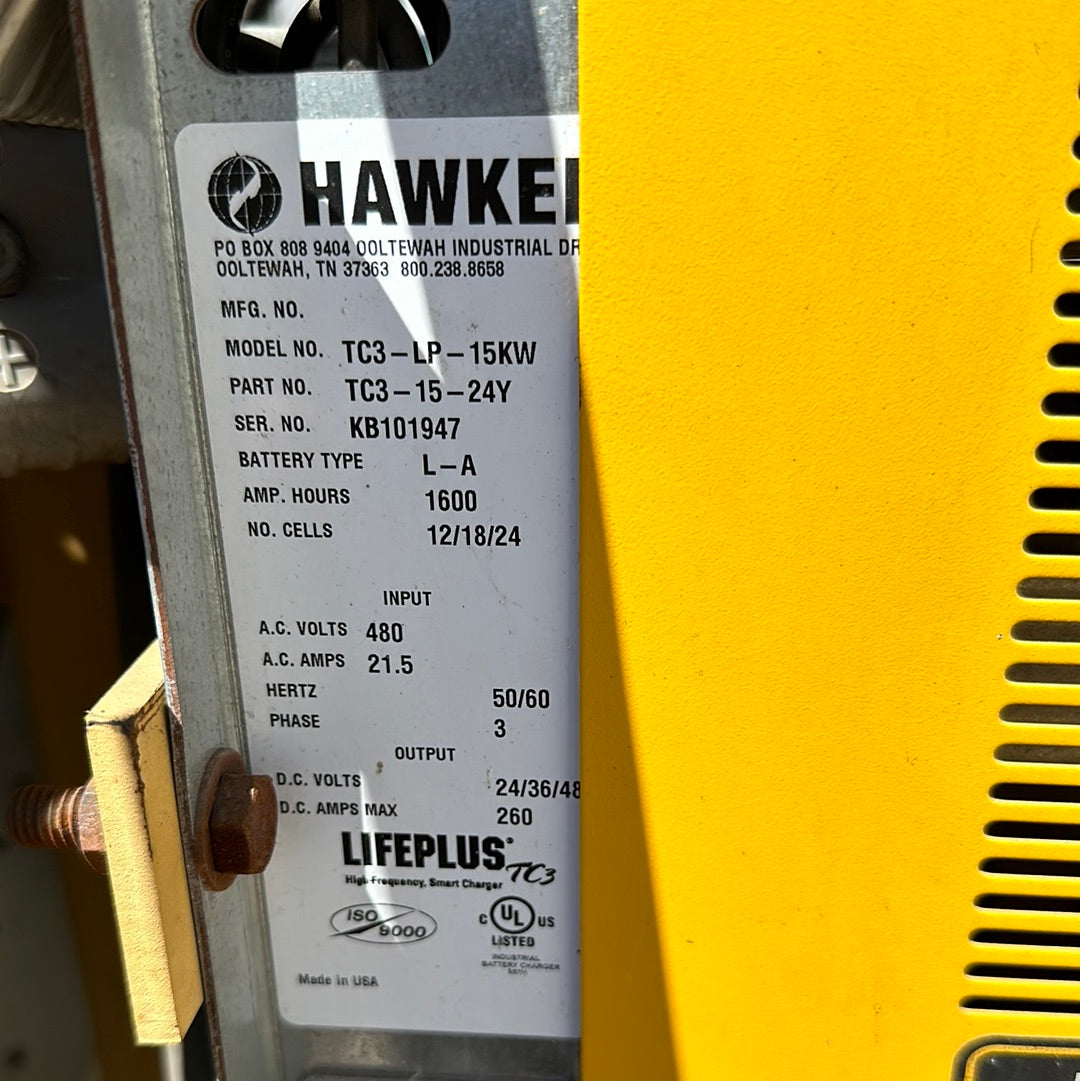 HAWKE
PO BOX 808 9404 OOLTEWAH INDUSTRIAL DR
OOLTEWAH, TN 37363 800.238.8658
MFG. NO.
MODEL NO. TC3-LP-15KW
PART NO. TC3-15-24Y
SER. NO. KB101947
BATTERY TYPE L-A
AMP. HOURS 1600
NO. CELLS 12/18/24
INPUT
A.C. VOLTS 480
A.C. AMPS 21.5
HERTZ 50/60
PHASE 3
OUTPUT
D.C. VOLTS 24/36/48
D.C. AMPS MAX 260
LIFEPLUS TC3
High Frequency, Smart Charger
ISO 9000
C UL US
LISTED
INDUSTRIAL
BATTERY CHARGER
Made in USA